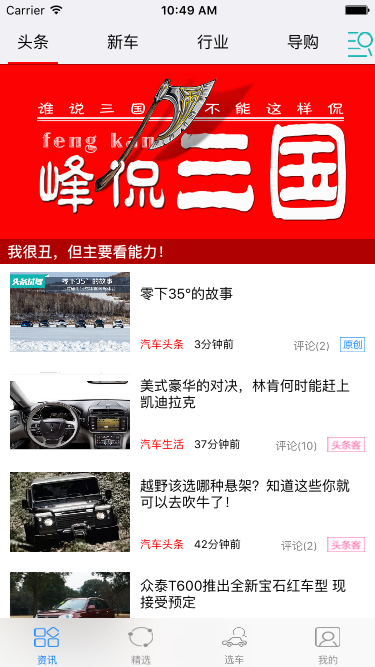 Carrier
10:49 AM
头条 新车 行业 导购
谁说三国 不能这样侃
feng kan
峰侃三国
我很丑，但主要看能力！
头条试驾 零下35°的故事
零下35°的故事
汽车头条 3分钟前 评论(2) 原创
美式豪华的对决，林肯何时能赶上
凯迪拉克
汽车生活 37分钟前 评论(10) 头条客
越野该选哪种悬架？知道这些你就
可以去吹牛了！
汽车头条 42分钟前 评论(2) 头条客
众泰T600推出全新宝石红车型 现
接受预定
资讯 精选 选车 我的